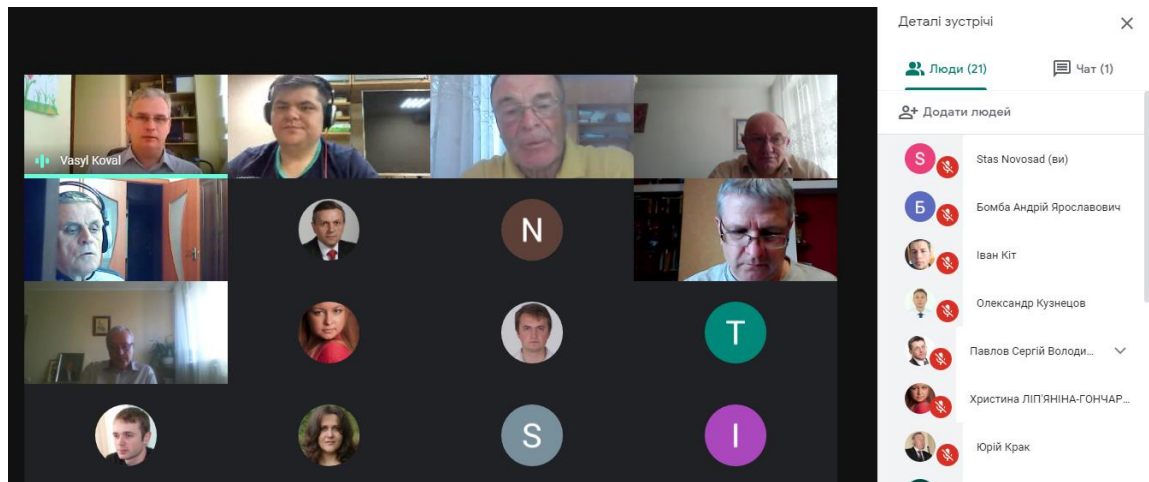 Деталі зустрічі
Люди (21)
Чат (1)
Додати людей
Vasyl Koval
N
T
S
I
S
Stas Novosad (ви)
Б
Бомба Андрій Ярославович
Іван Кіт
Олександр Кузнецов
Павлов Сергій Володи...
Христина ЛІП'ЯНІНА-ГОНЧАР...
Юрій Крак